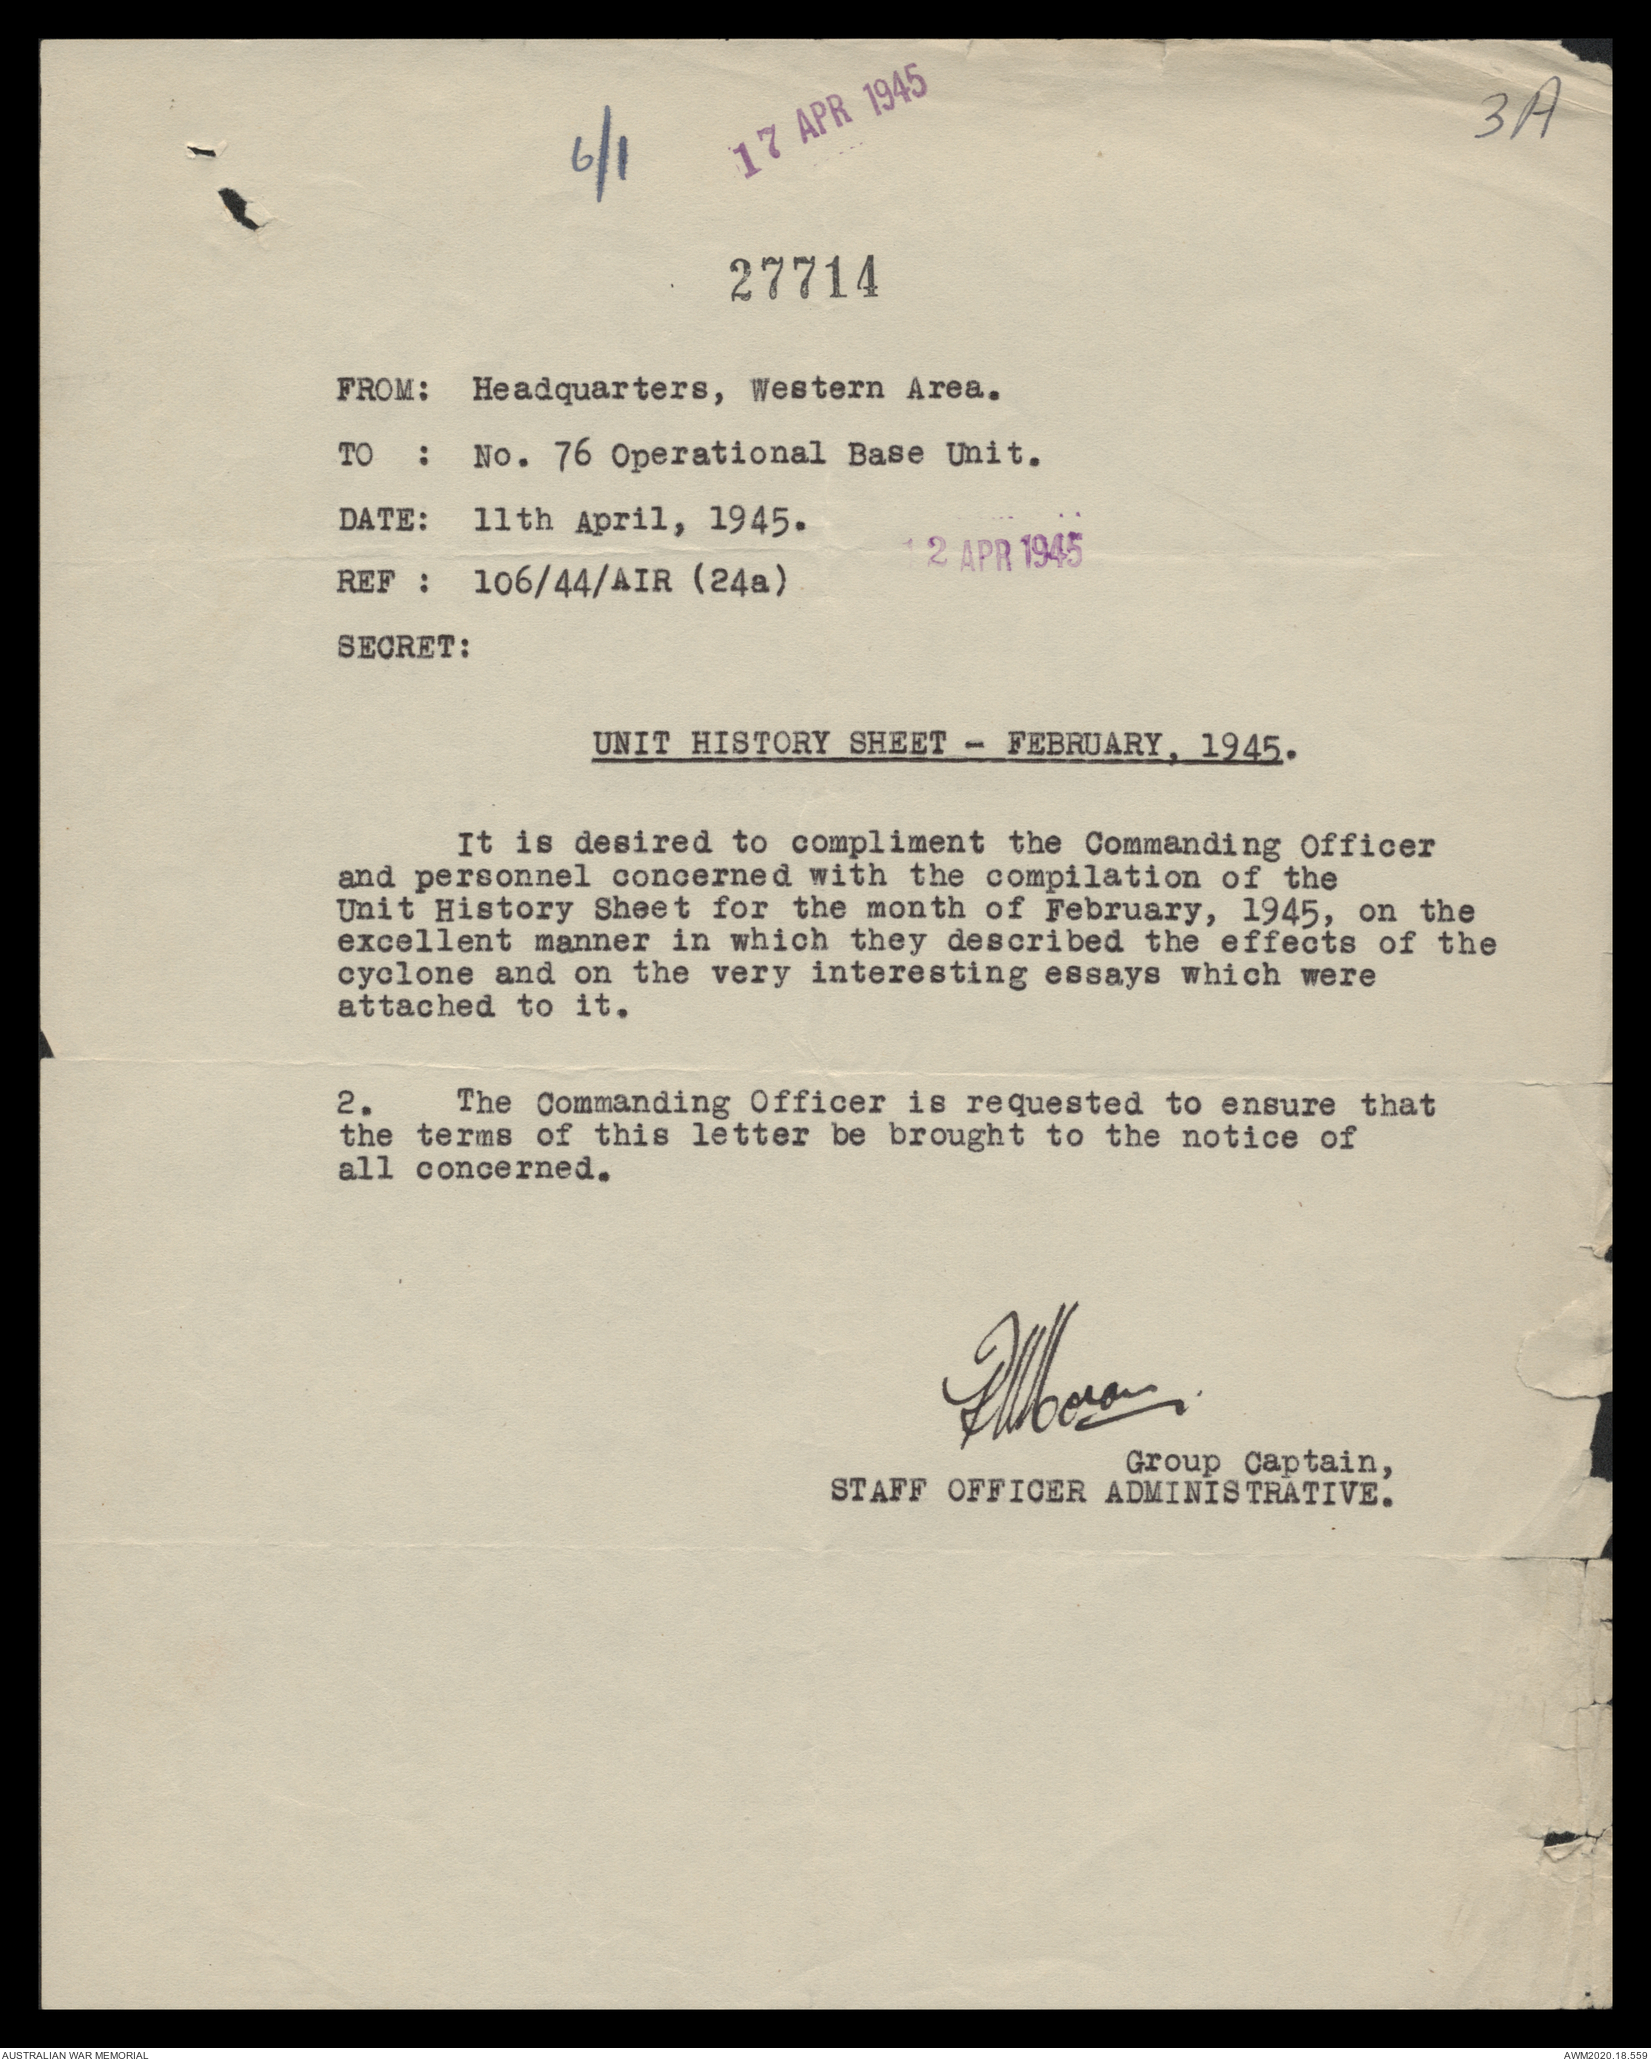 17 APR 1945
3A
6/1
27714
FROM: Headquarters, Western Area.
TO : No. 76 Operational Base Unit.
DATE: 11th April, 1945.
12 APR 1945
REF : 106/44/AIR (24a)
SECRET:
UNIT HISTORY SHEET - FEBRUARY, 1945.
It is desired to compliment the Commanding Officer
and personnel concerned with the compilation of the
Unit History Sheet for the month of February, 1945, on the
excellent manner in which they described the effects of the
cyclone and on the very interesting essays which were
attached to it.
2. The Commanding Officer is requested to ensure that
the terms of this letter be brought to the notice of
all concerned.
Group Captain,
STAFF OFFICER ADMINISTRATIVE.
AUSTRALIAN WAR MEMORIAL
AWM2020.18.559